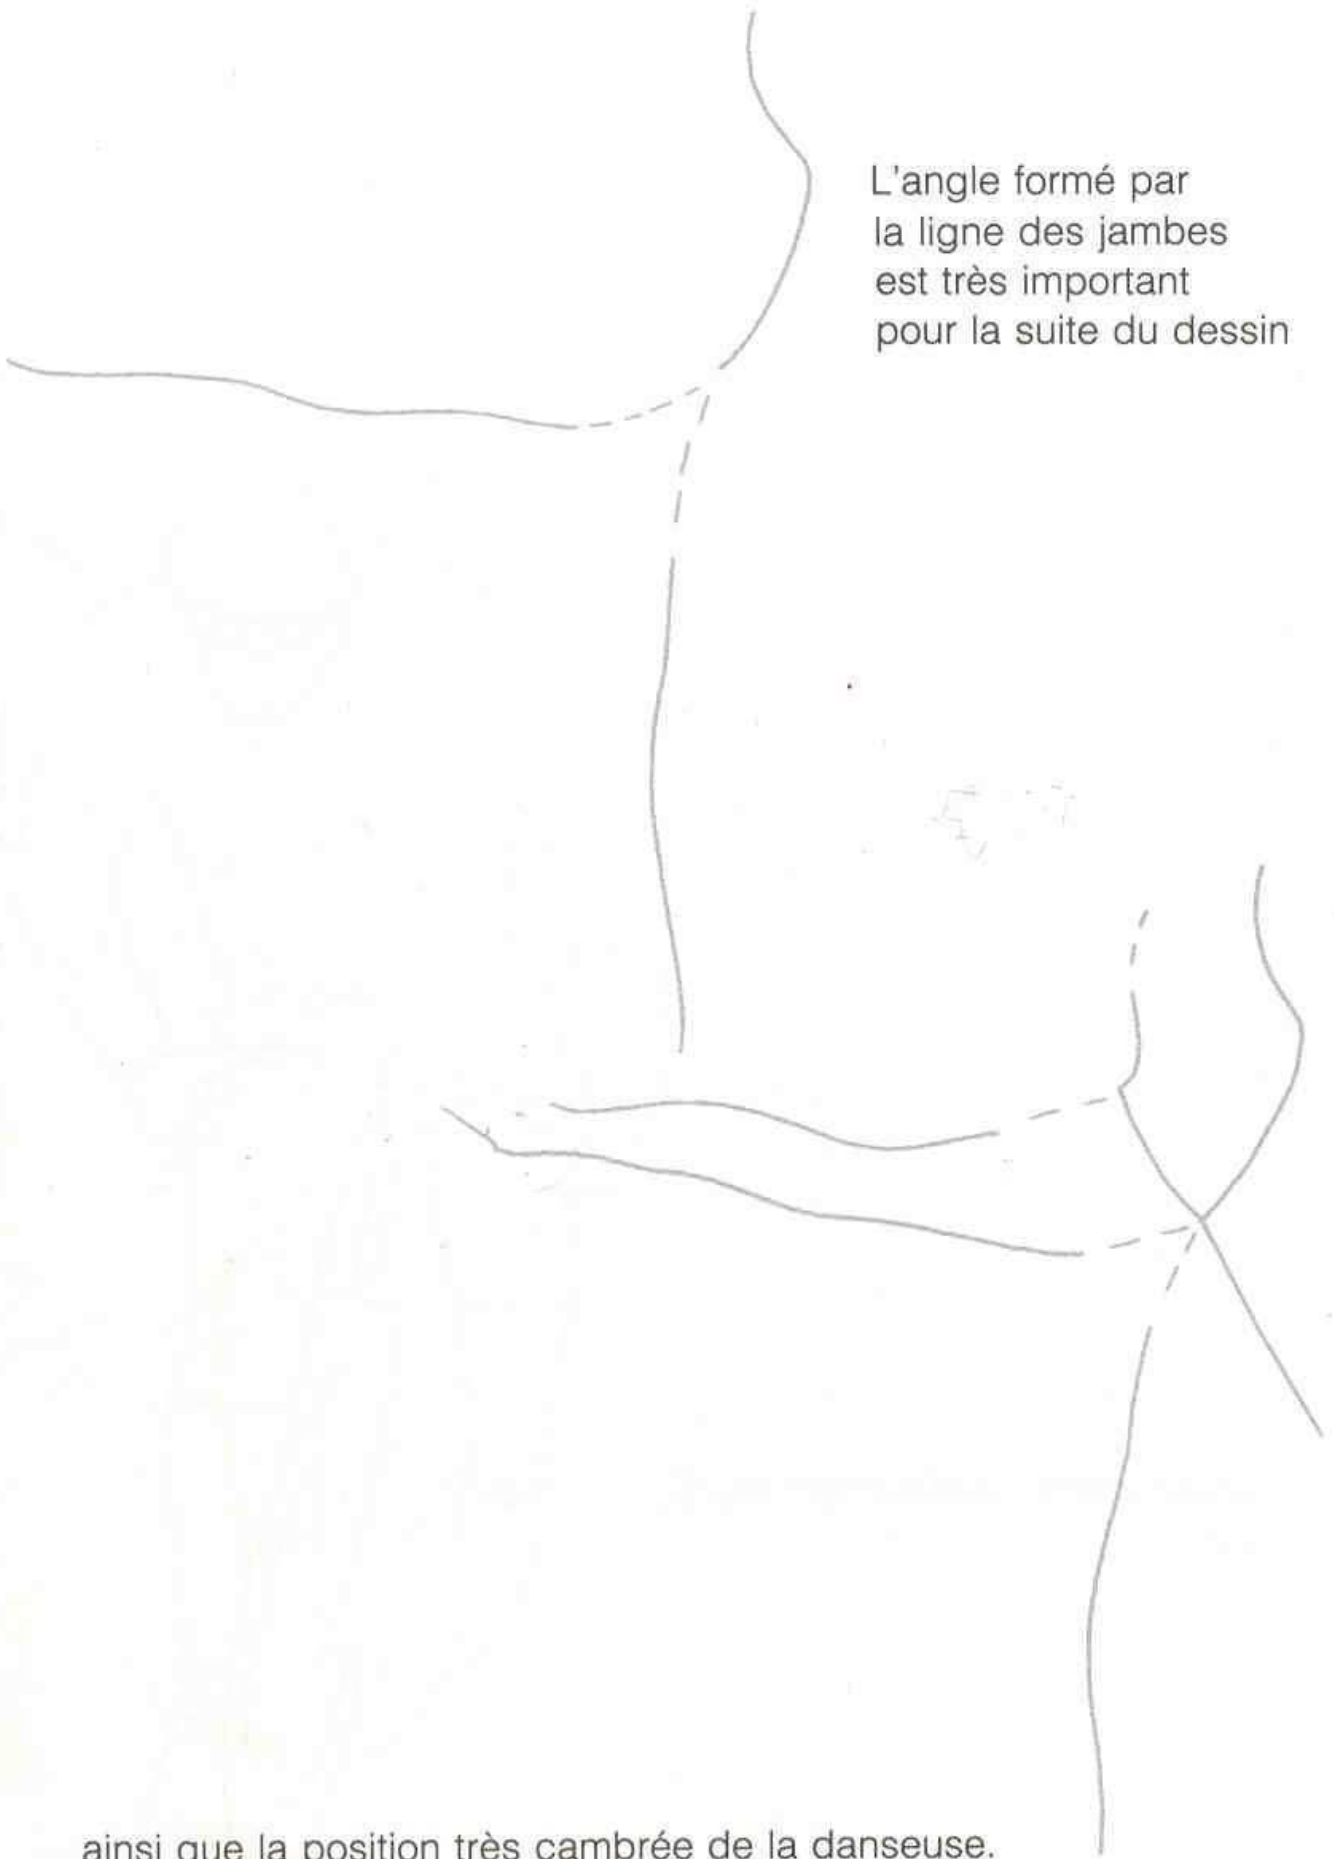 L'angle formé par
la ligne des jambes
est très important
pour la suite du dessin
ainsi que la position très cambrée de la danseuse.